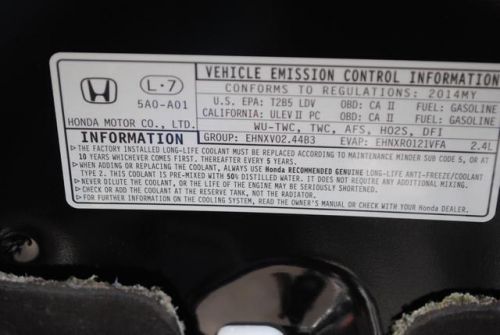 L-7
5A0-A01
HONDA MOTOR CO., LTD.
VEHICLE EMISSION CONTROL INFORMATION
CONFORMS TO REGULATIONS: 2014MY
U.S. EPA: T2B5 LDV OBD: CA II FUEL: GASOLINE
CALIFORNIA: ULEV II PC OBD: CA II FUEL: GASOLINE
WU-TWC, TWC, AFS, HO2S, DFI
GROUP: EHNXV02.44B3 EVAP: EHNXR0121VFA 2.4L
INFORMATION
▶THE FACTORY INSTALLED LONG-LIFE COOLANT MUST BE REPLACED ACCORDING TO MAINTENANCE MINDER SUB CODE 5, OR AT
10 YEARS WHICHEVER COMES FIRST. THEREAFTER EVERY 5 YEARS.
▶WHEN ADDING OR REPLACING THE COOLANT, ALWAYS USE Honda RECOMMENDED GENUINE LONG-LIFE ANTI-FREEZE/COOLANT
TYPE 2. THIS COOLANT IS PRE-MIXED WITH 50% DISTILLED WATER. IT DOES NOT REQUIRE ANY ADDITIONAL MIXING.
▶NEVER DILUTE THE COOLANT, OR THE LIFE OF THE ENGINE MAY BE SERIOUSLY SHORTENED.
▶CHECK AND ADD COOLANT AT THE RESERVE TANK, NOT THE RADIATOR.
▶FOR FURTHER INFORMATION ON THE COOLING SYSTEM, READ THE OWNER'S MANUAL OR CHECK WITH YOUR Honda DEALER.